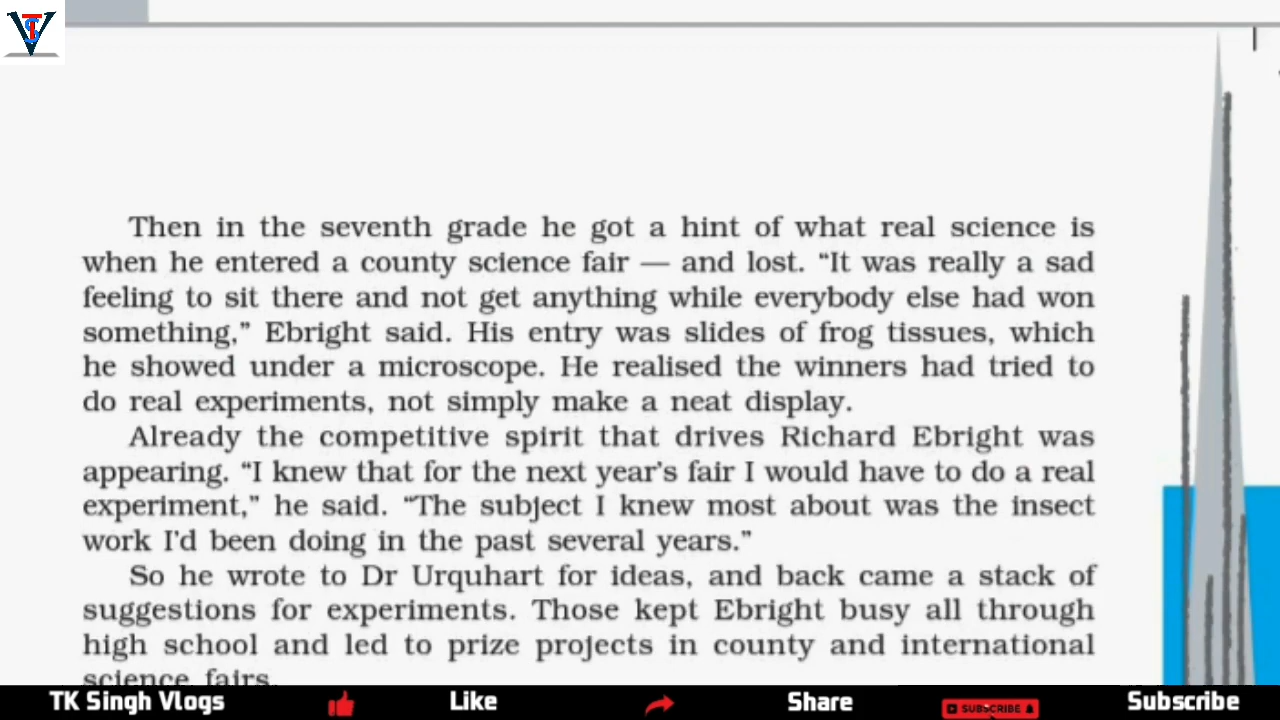 Then in the seventh grade he got a hint of what real science is
when he entered a county science fair — and lost. “It was really a sad
feeling to sit there and not get anything while everybody else had won
something,” Ebright said. His entry was slides of frog tissues, which
he showed under a microscope. He realised the winners had tried to
do real experiments, not simply make a neat display.
Already the competitive spirit that drives Richard Ebright was
appearing. “I knew that for the next year’s fair I would have to do a real
experiment,” he said. “The subject I knew most about was the insect
work I’d been doing in the past several years.”
So he wrote to Dr Urquhart for ideas, and back came a stack of
suggestions for experiments. Those kept Ebright busy all through
high school and led to prize projects in county and international
science fairs.
TK Singh Vlogs Like Share SUBSCRIBE Subscribe